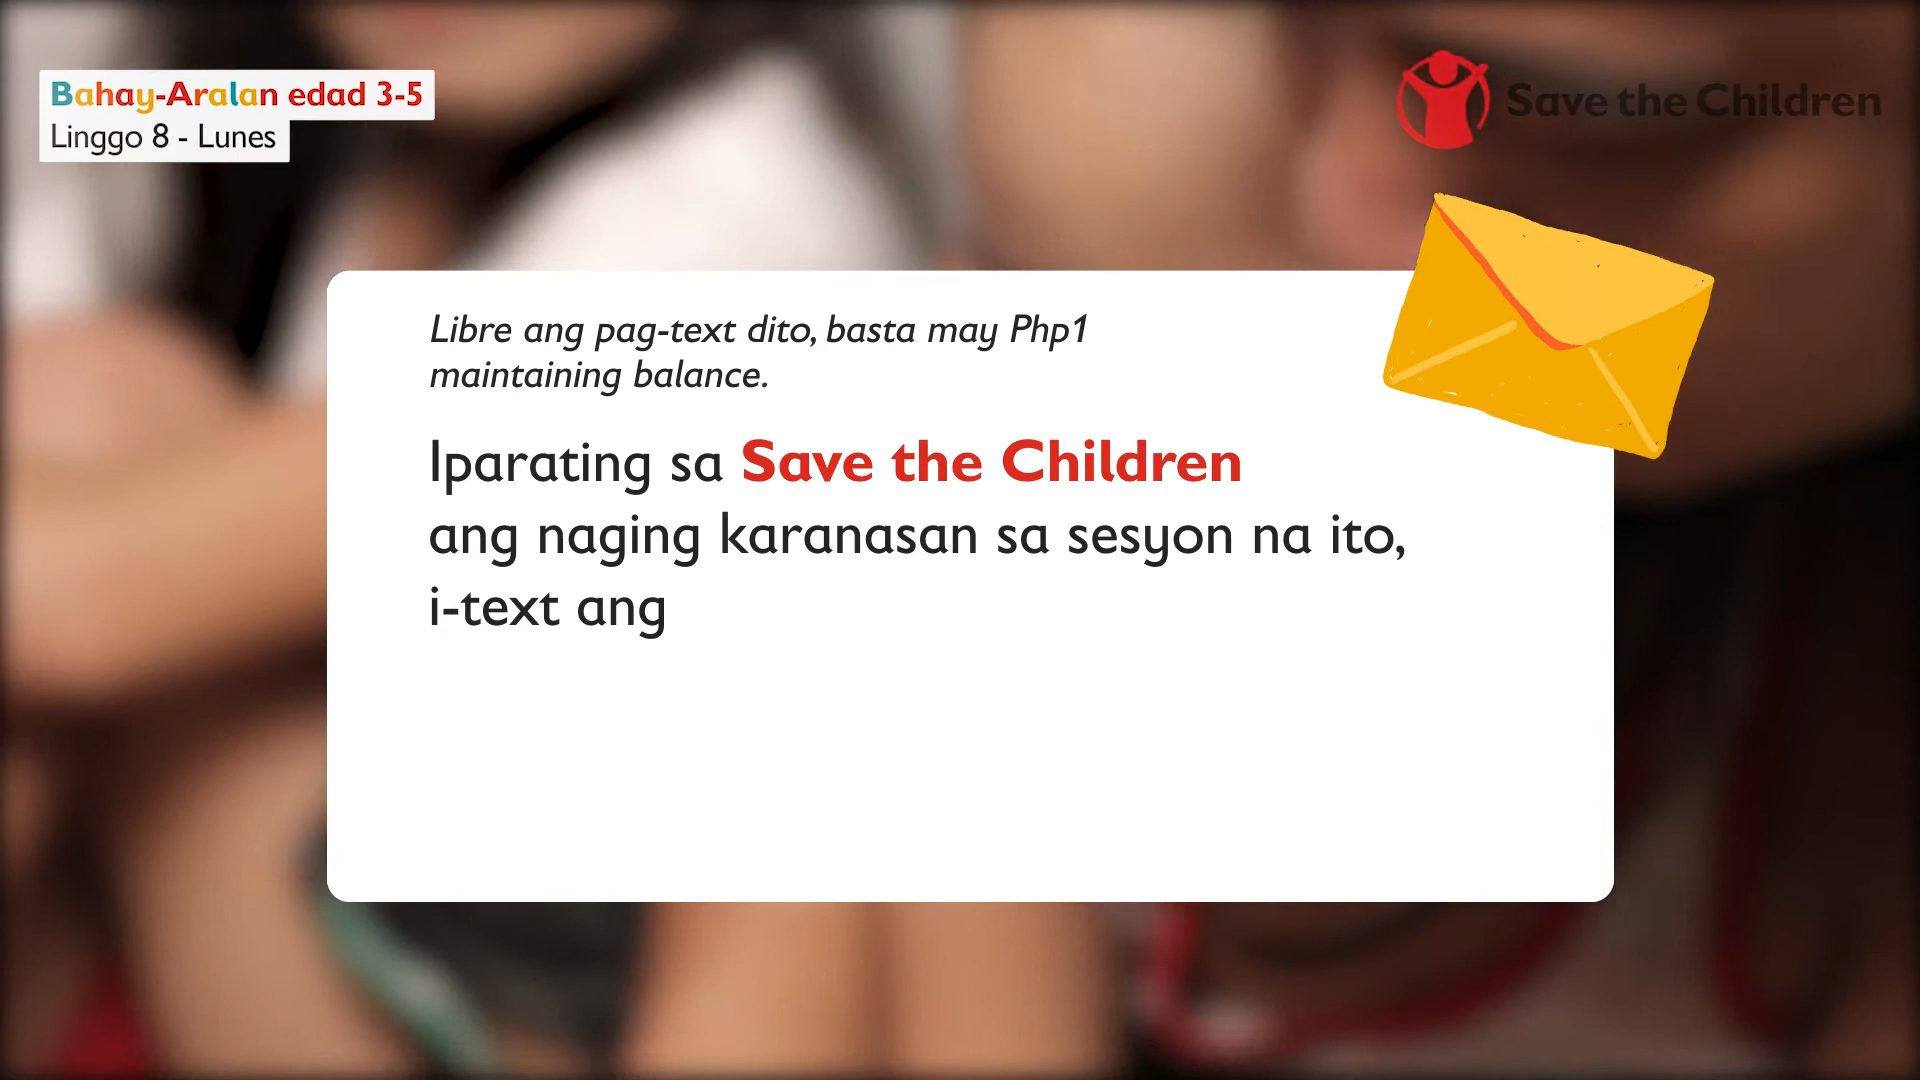 Bahay-Aralan edad 3-5
Linggo 8 - Lunes
Save the Children
Libre ang pag-text dito, basta may Php1
maintaining balance.
Iparating sa Save the Children
ang naging karanasan sa sesyon na ito,
i-text ang